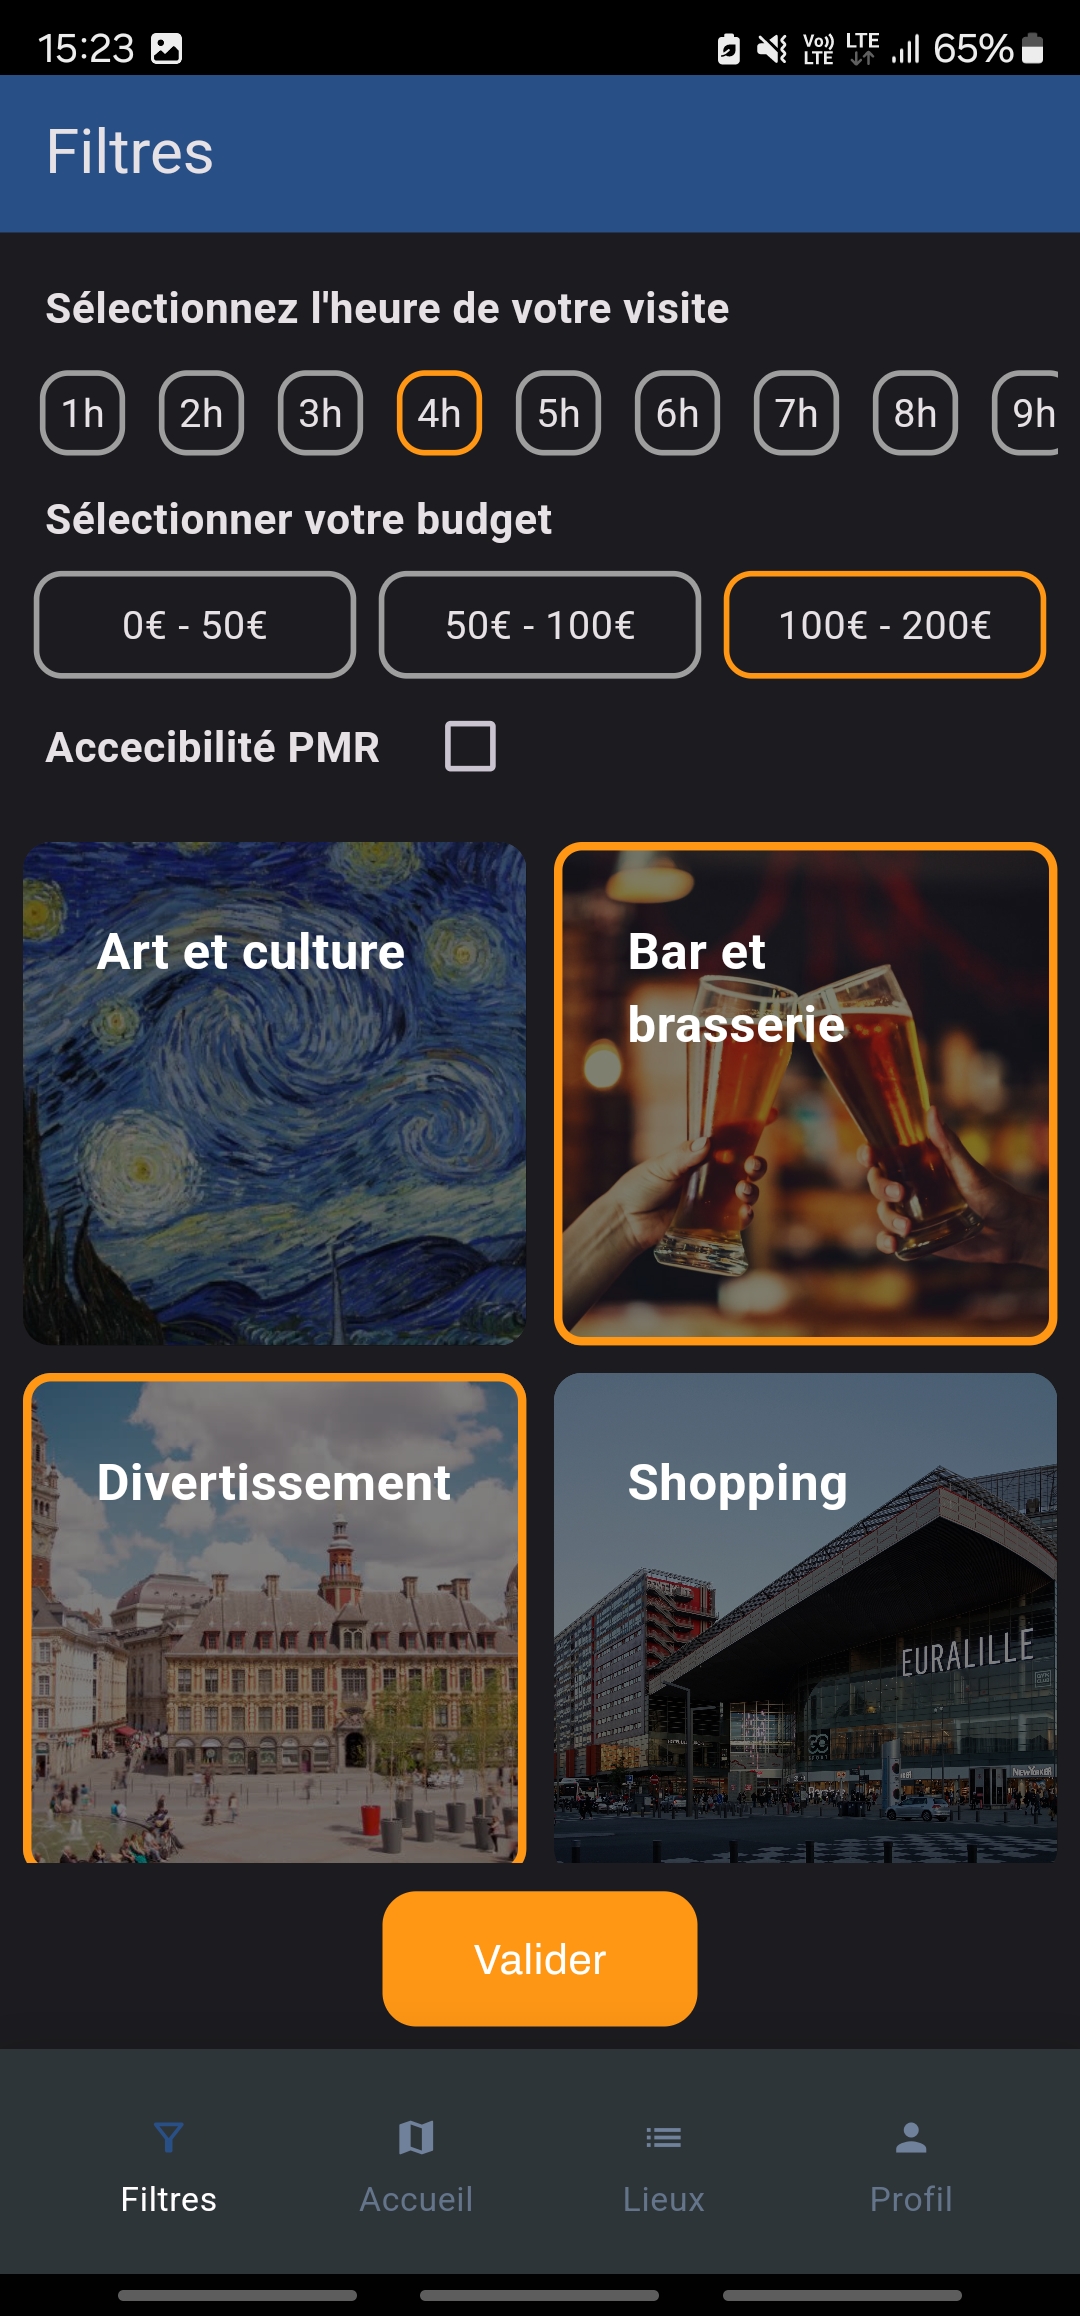 15:23 Vo)) LTE LTE 65%
Filtres
Sélectionnez l'heure de votre visite
1h 2h 3h 4h 5h 6h 7h 8h 9h
Sélectionner votre budget
0€ - 50€ 50€ - 100€ 100€ - 200€
Accecibilité PMR
Art et culture
Bar et
brasserie
Divertissement
Shopping
EURALILLE
GO
NEWYORKER
Valider
Filtres Accueil Lieux Profil